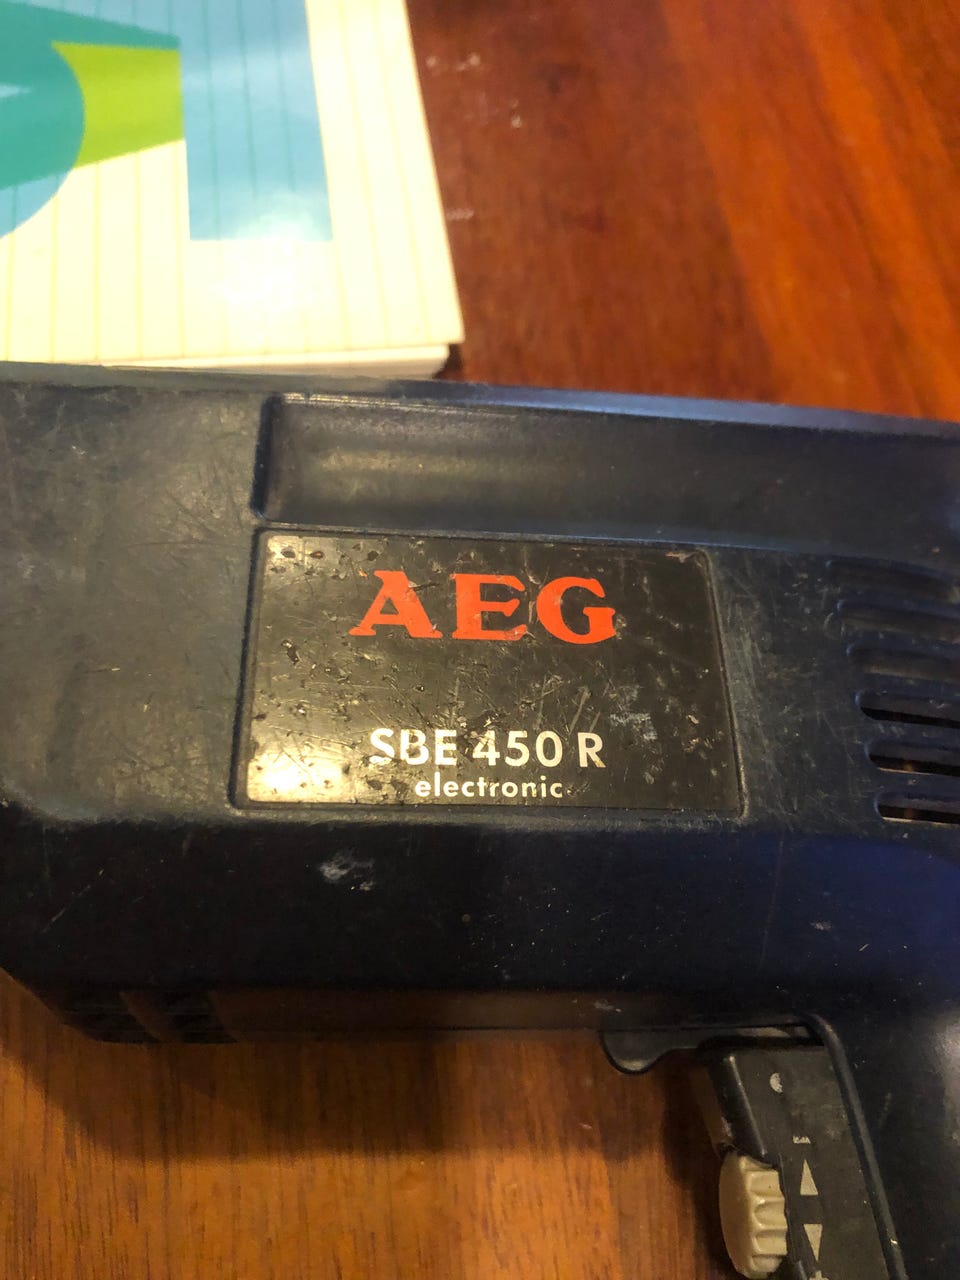 AEG
SBE 450 R
electronic